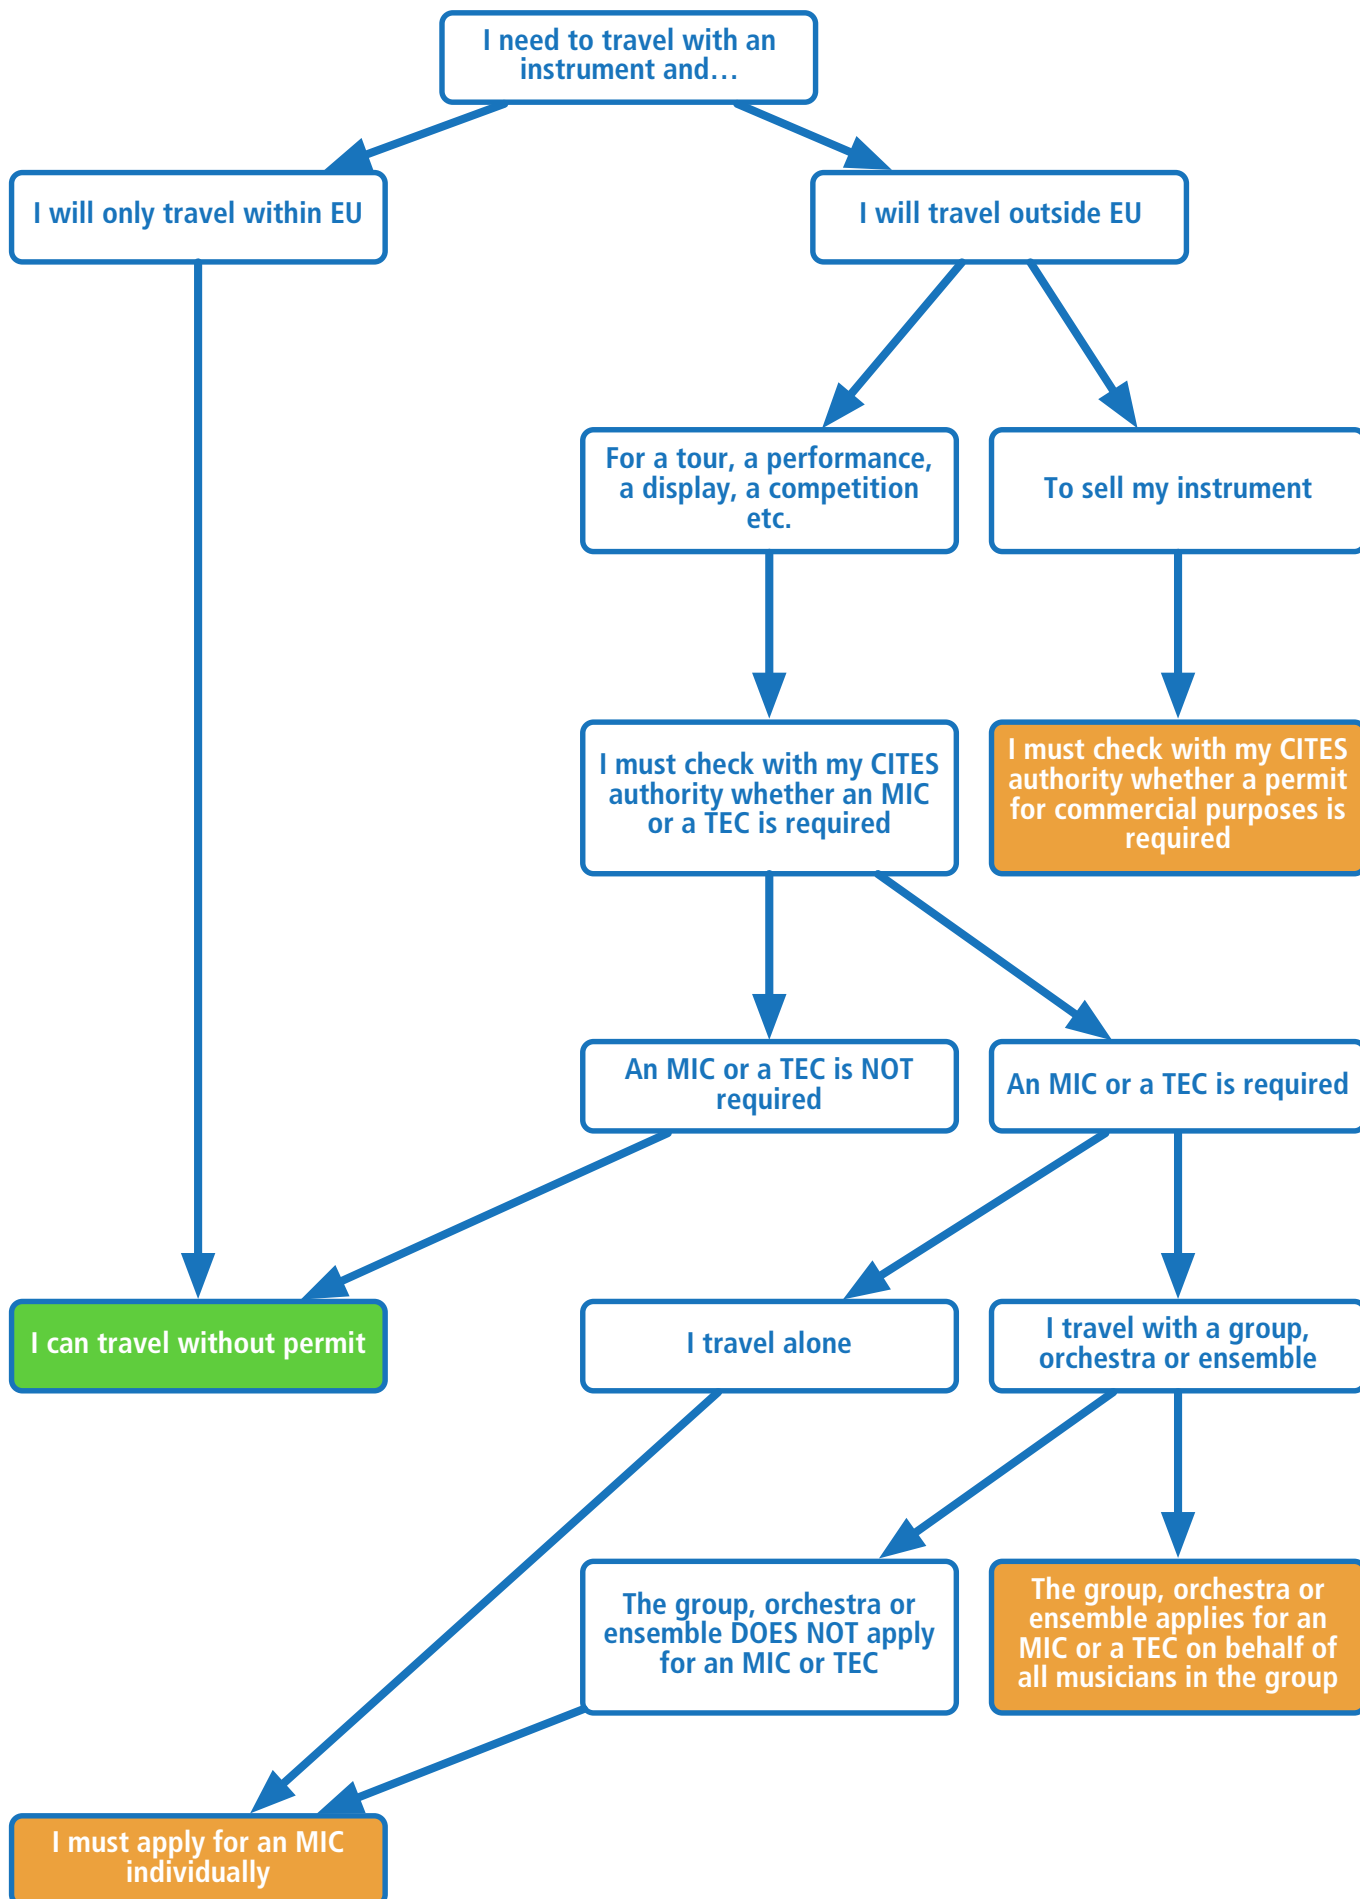 I need to travel with an
instrument and…
I will only travel within EU
I will travel outside EU
For a tour, a performance,
a display, a competition
etc.
To sell my instrument
I must check with my CITES
authority whether an MIC
or a TEC is required
I must check with my CITES
authority whether a permit
for commercial purposes is
required
An MIC or a TEC is NOT
required
An MIC or a TEC is required
I can travel without permit
I travel alone
I travel with a group,
orchestra or ensemble
The group, orchestra or
ensemble DOES NOT apply
for an MIC or TEC
The group, orchestra or
ensemble applies for an
MIC or a TEC on behalf of
all musicians in the group
I must apply for an MIC
individually